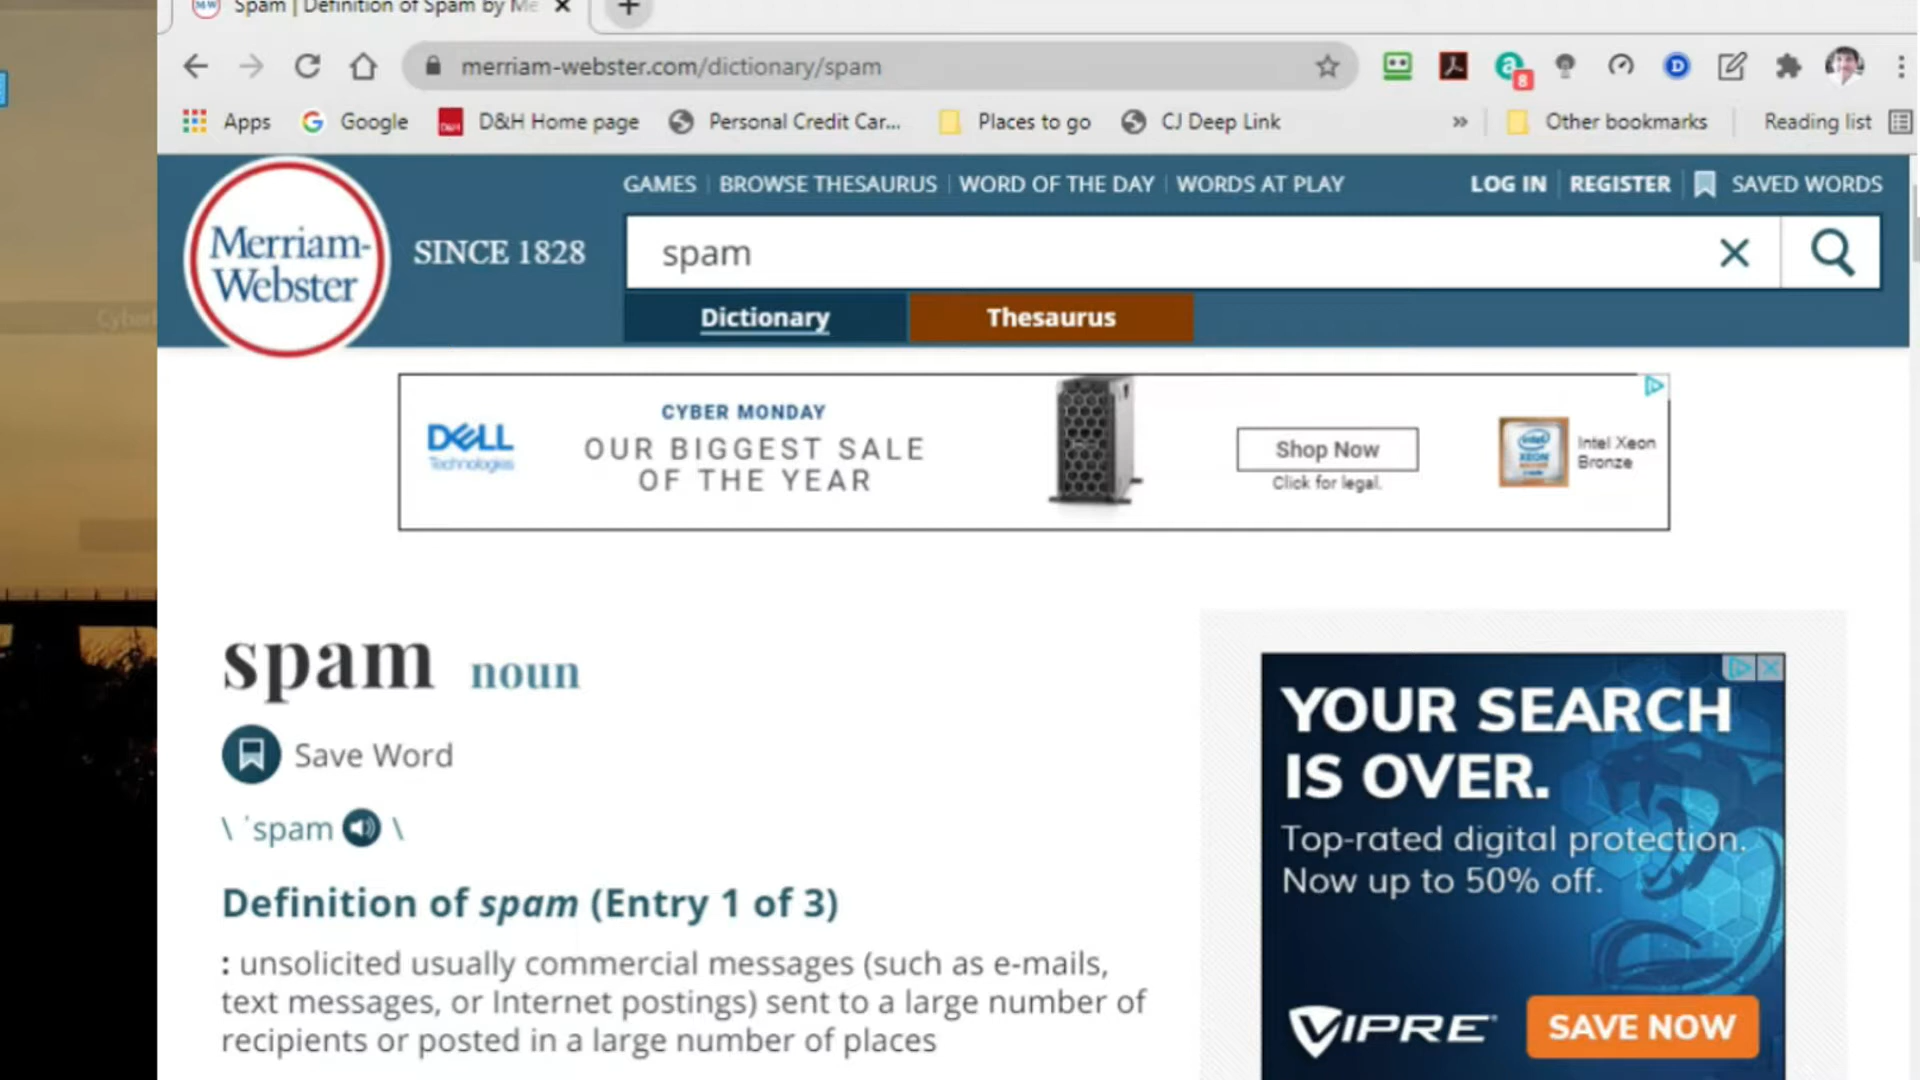 Spam | Definition of Spam by Me
merriam-webster.com/dictionary/spam
8
D
Apps
Google
D&H
D&H Home page
Personal Credit Car...
Places to go
CJ Deep Link
»
Other bookmarks
Reading list
Merriam-
Webster
SINCE 1828
GAMES | BROWSE THESAURUS | WORD OF THE DAY | WORDS AT PLAY
LOG IN | REGISTER | SAVED WORDS
spam
Dictionary
Thesaurus
DELL
Technologies
CYBER MONDAY
OUR BIGGEST SALE
OF THE YEAR
Shop Now
Click for legal.
intel
XEON
Intel Xeon
Bronze
spam noun
Save Word
\ ˈspam \
Definition of spam (Entry 1 of 3)
: unsolicited usually commercial messages (such as e-mails,
text messages, or Internet postings) sent to a large number of
recipients or posted in a large number of places
YOUR SEARCH
IS OVER.
Top-rated digital protection.
Now up to 50% off.
VIPRE
SAVE NOW